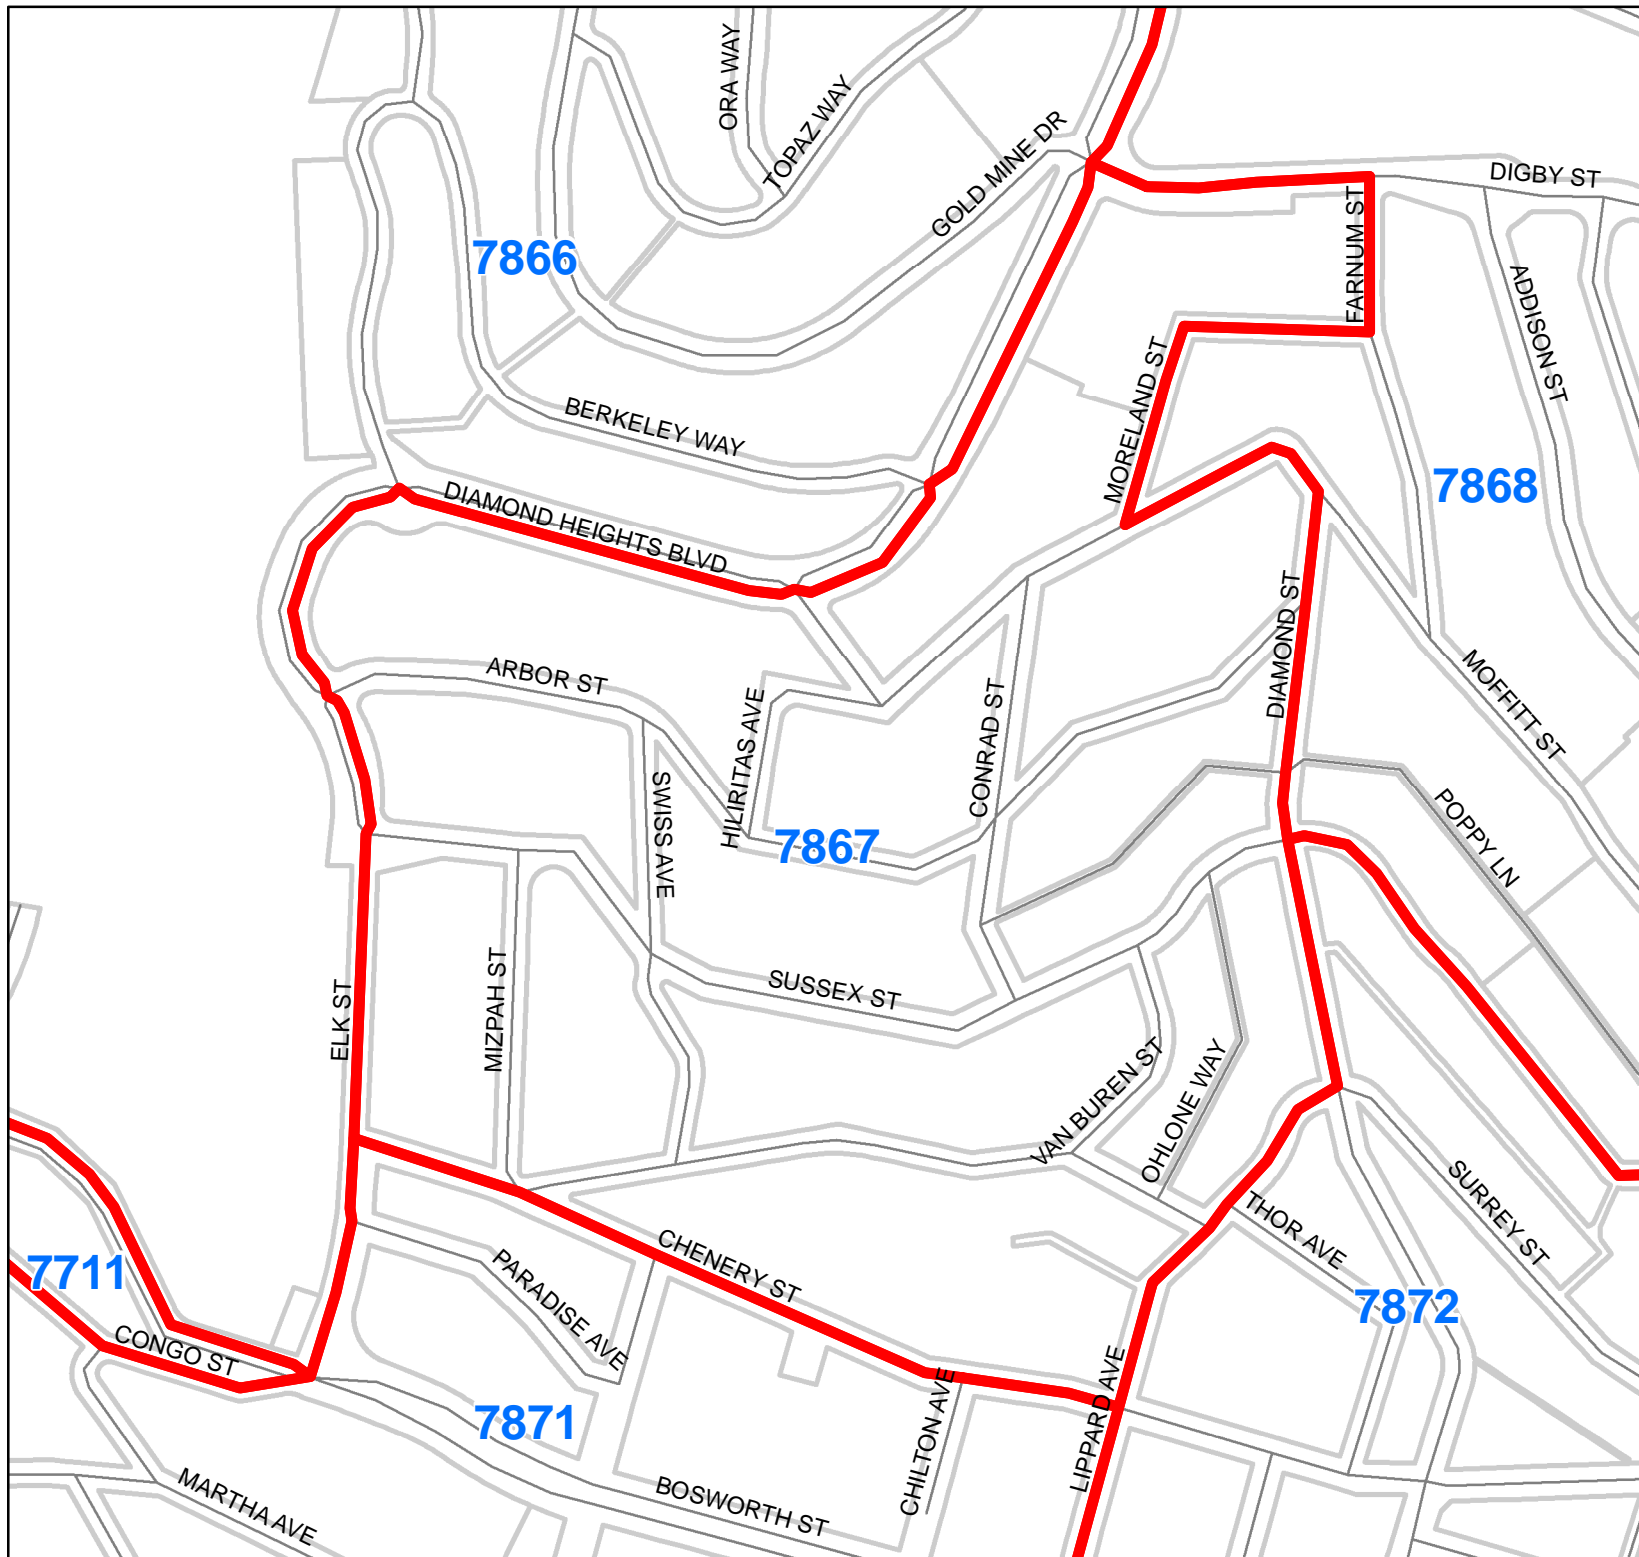 ORA WAY
TOPAZ WAY
GOLD MINE DR
DIGBY ST
FARNUM ST
7866
ADDISON ST
MORELAND ST
BERKELEY WAY
7868
DIAMOND HEIGHTS BLVD
DIAMOND ST
ARBOR ST
HILIRITAS AVE
CONRAD ST
MOFFITT ST
SWISS AVE
7867
POPPY LN
SUSSEX ST
MIZPAH ST
ELK ST
VAN BUREN ST
OHLONE WAY
SURREY ST
THOR AVE
7711
PARADISE AVE
CHENERY ST
7872
CONGO ST
7871
CHILTON AVE
LIPPARD AVE
MARTHA AVE
BOSWORTH ST